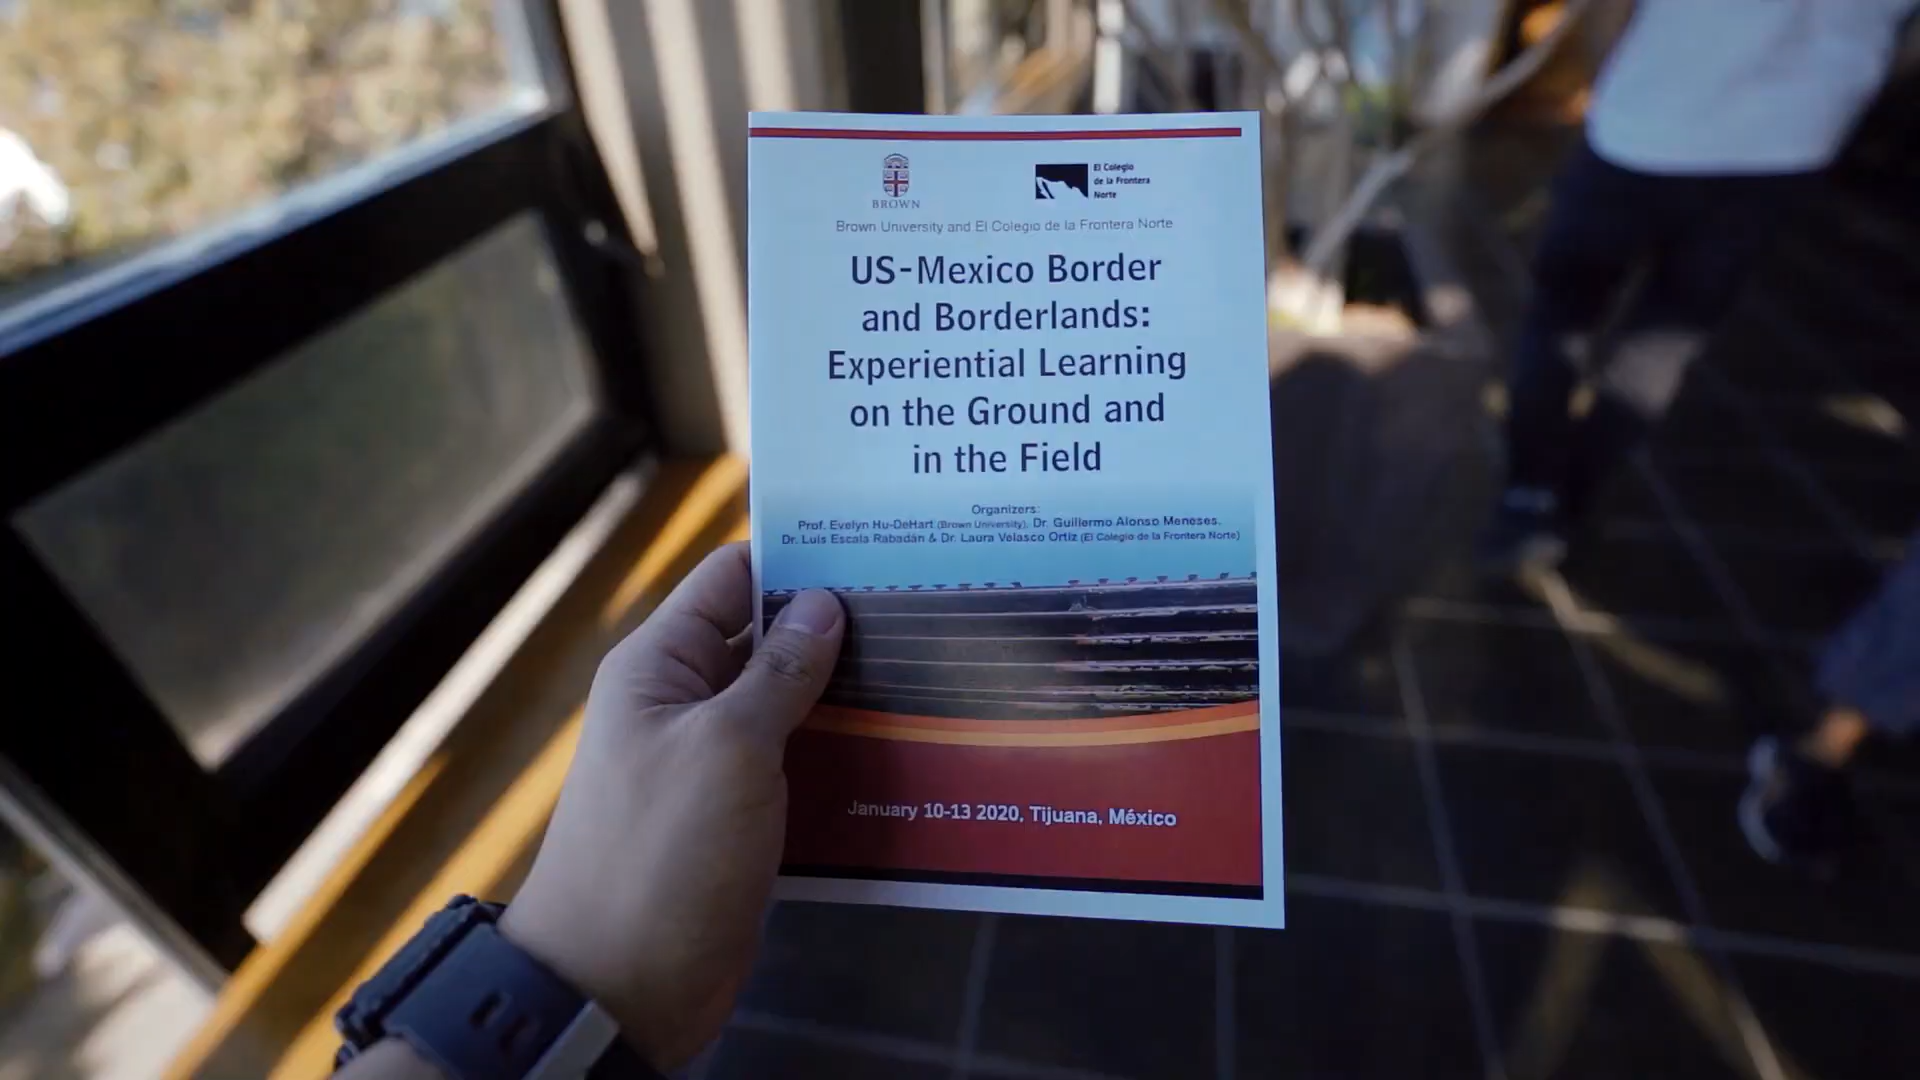 BROWN
El Colegio
de la Frontera
Norte
Brown University and El Colegio de la Frontera Norte
US-Mexico Border
and Borderlands:
Experiential Learning
on the Ground and
in the Field
Organizers:
Prof. Evelyn Hu-DeHart (Brown University), Dr. Guillermo Alonso Meneses,
Dr. Luis Escala Rabadán & Dr. Laura Velasco Ortiz (El Colegio de la Frontera Norte)
January 10-13 2020, Tijuana, México